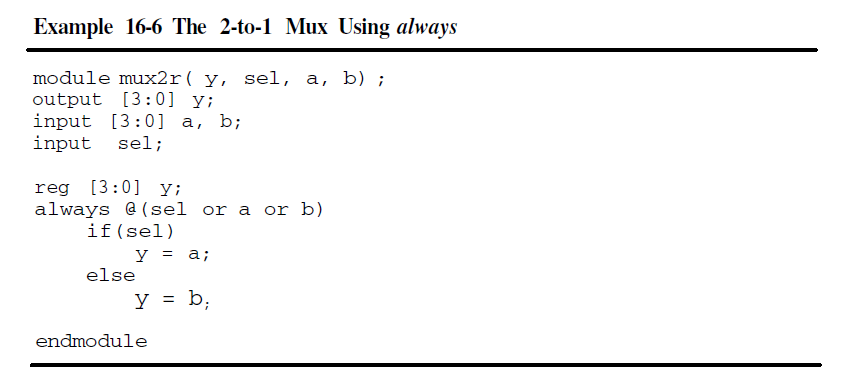 Example 16-6 The 2-to-1 Mux Using always
module mux2r( y, sel, a, b) ;
output [3:0] y;
input [3:0] a, b;
input sel;
reg [3:0] y;
always @(sel or a or b)
if(sel)
y = a;
else
y = b;
endmodule